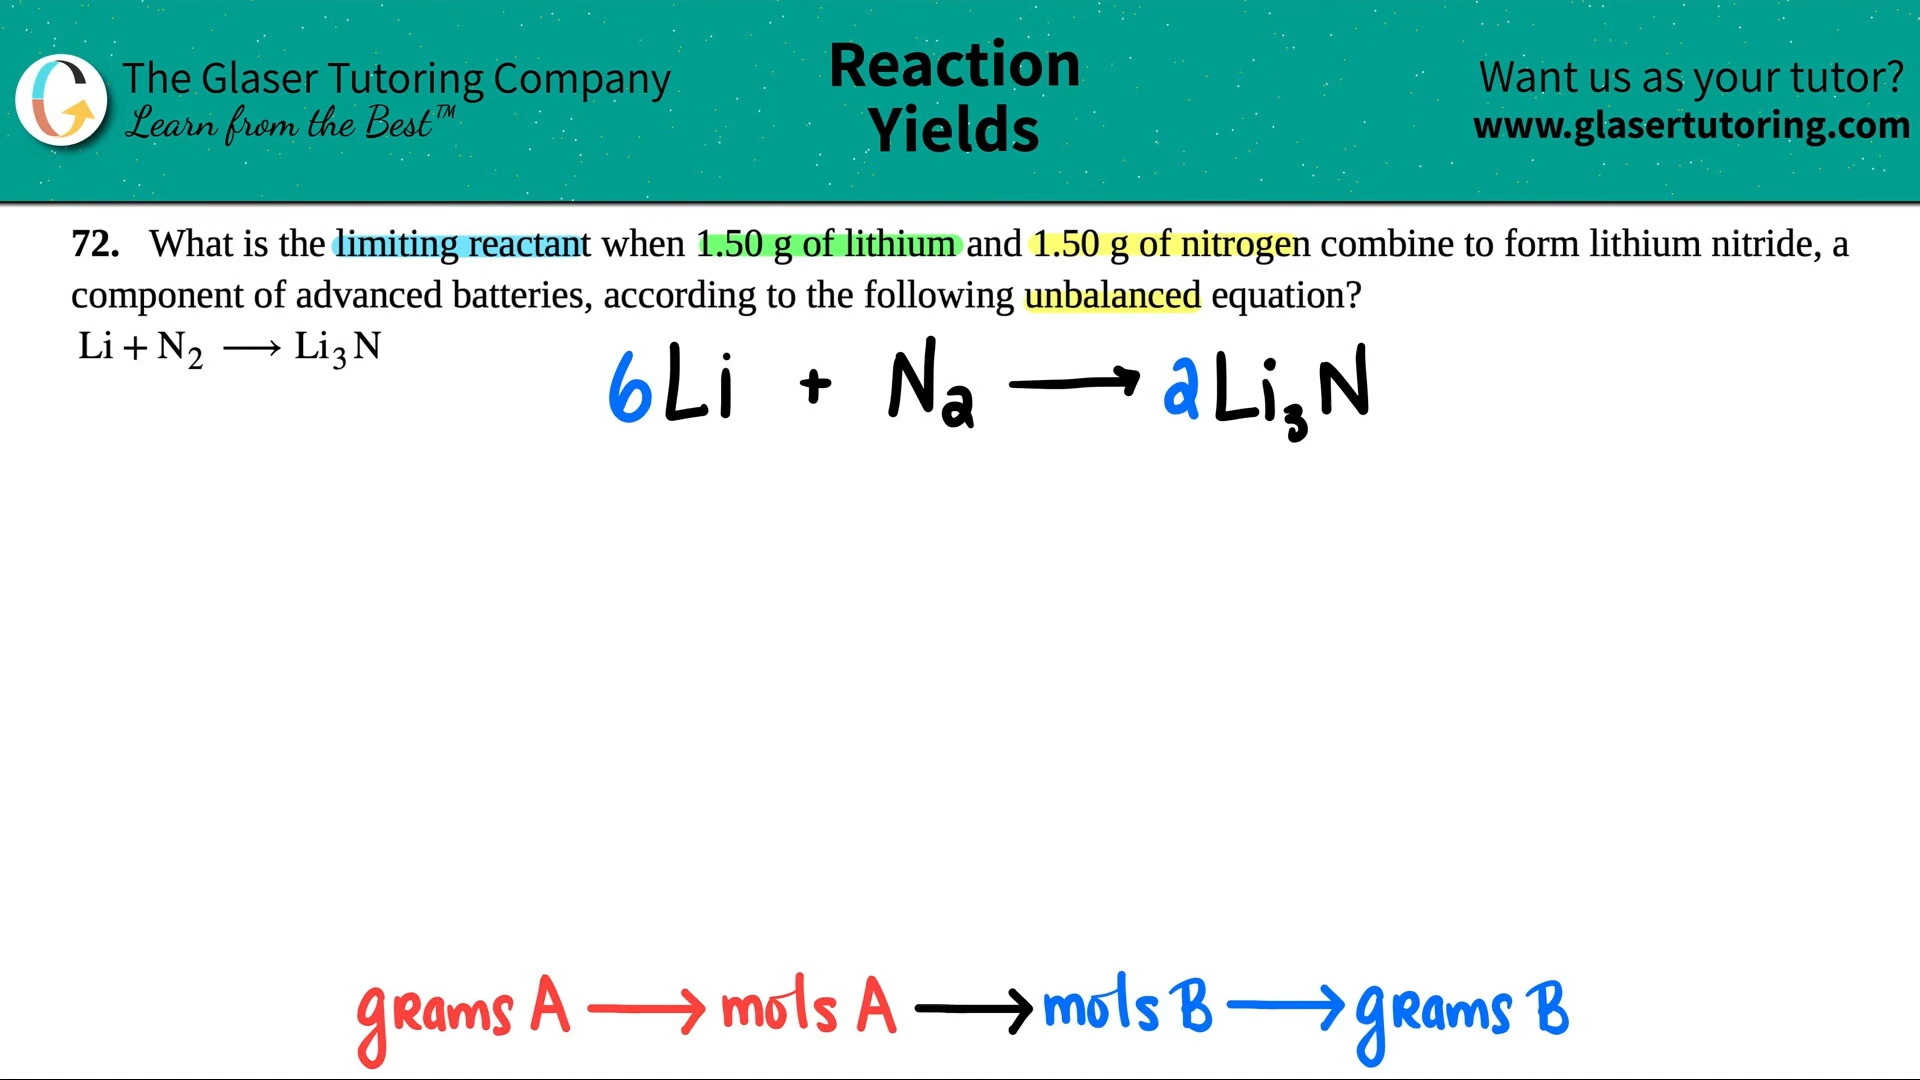 The Glaser Tutoring Company
Learn from the Best™
Reaction
Yields
Want us as your tutor?
www.glasertutoring.com
72. What is the limiting reactant when 1.50 g of lithium and 1.50 g of nitrogen combine to form lithium nitride, a
component of advanced batteries, according to the following unbalanced equation?
Li + N₂ ⟶ Li₃N
6Li + N₂ ⟶ 2Li₃N
grams A ⟶ mols A ⟶ mols B ⟶ grams B